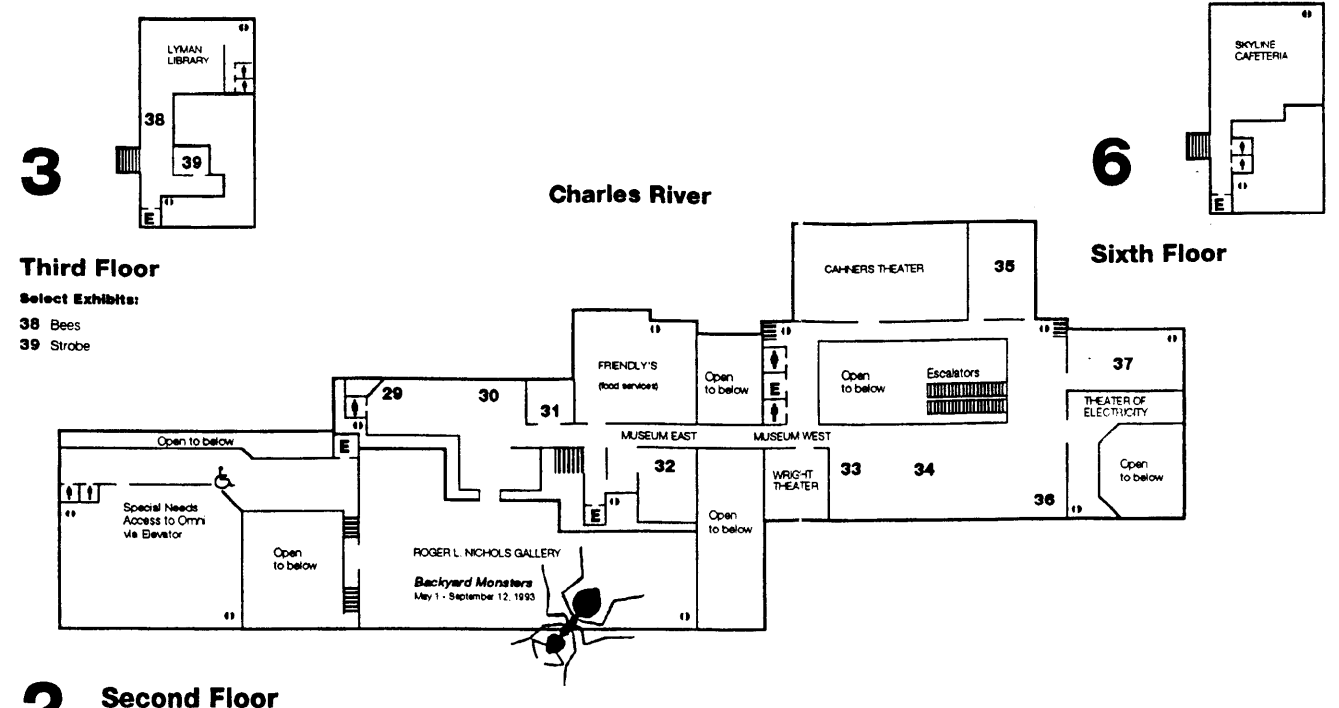 LYMAN
LIBRARY
38
39
E
3
Third Floor
Select Exhibits:
38 Bees
39 Strobe
SKYLINE
CAFETERIA
E
6
Sixth Floor
Charles River
CAHNERS THEATER
35
FRIENDLY'S
(food services)
Open
to below
E
Open
to below
Escalators
37
THEATER OF
ELECTRICITY
29
30
31
Open to below
E
MUSEUM EAST
MUSEUM WEST
32
WRIGHT
THEATER
33
34
36
Open
to below
Special Needs
Access to Omni
via Elevator
Open
to below
E
Open
to below
ROGER L. NICHOLS GALLERY
Backyard Monsters
May 1 - September 12, 1993
2
Second Floor